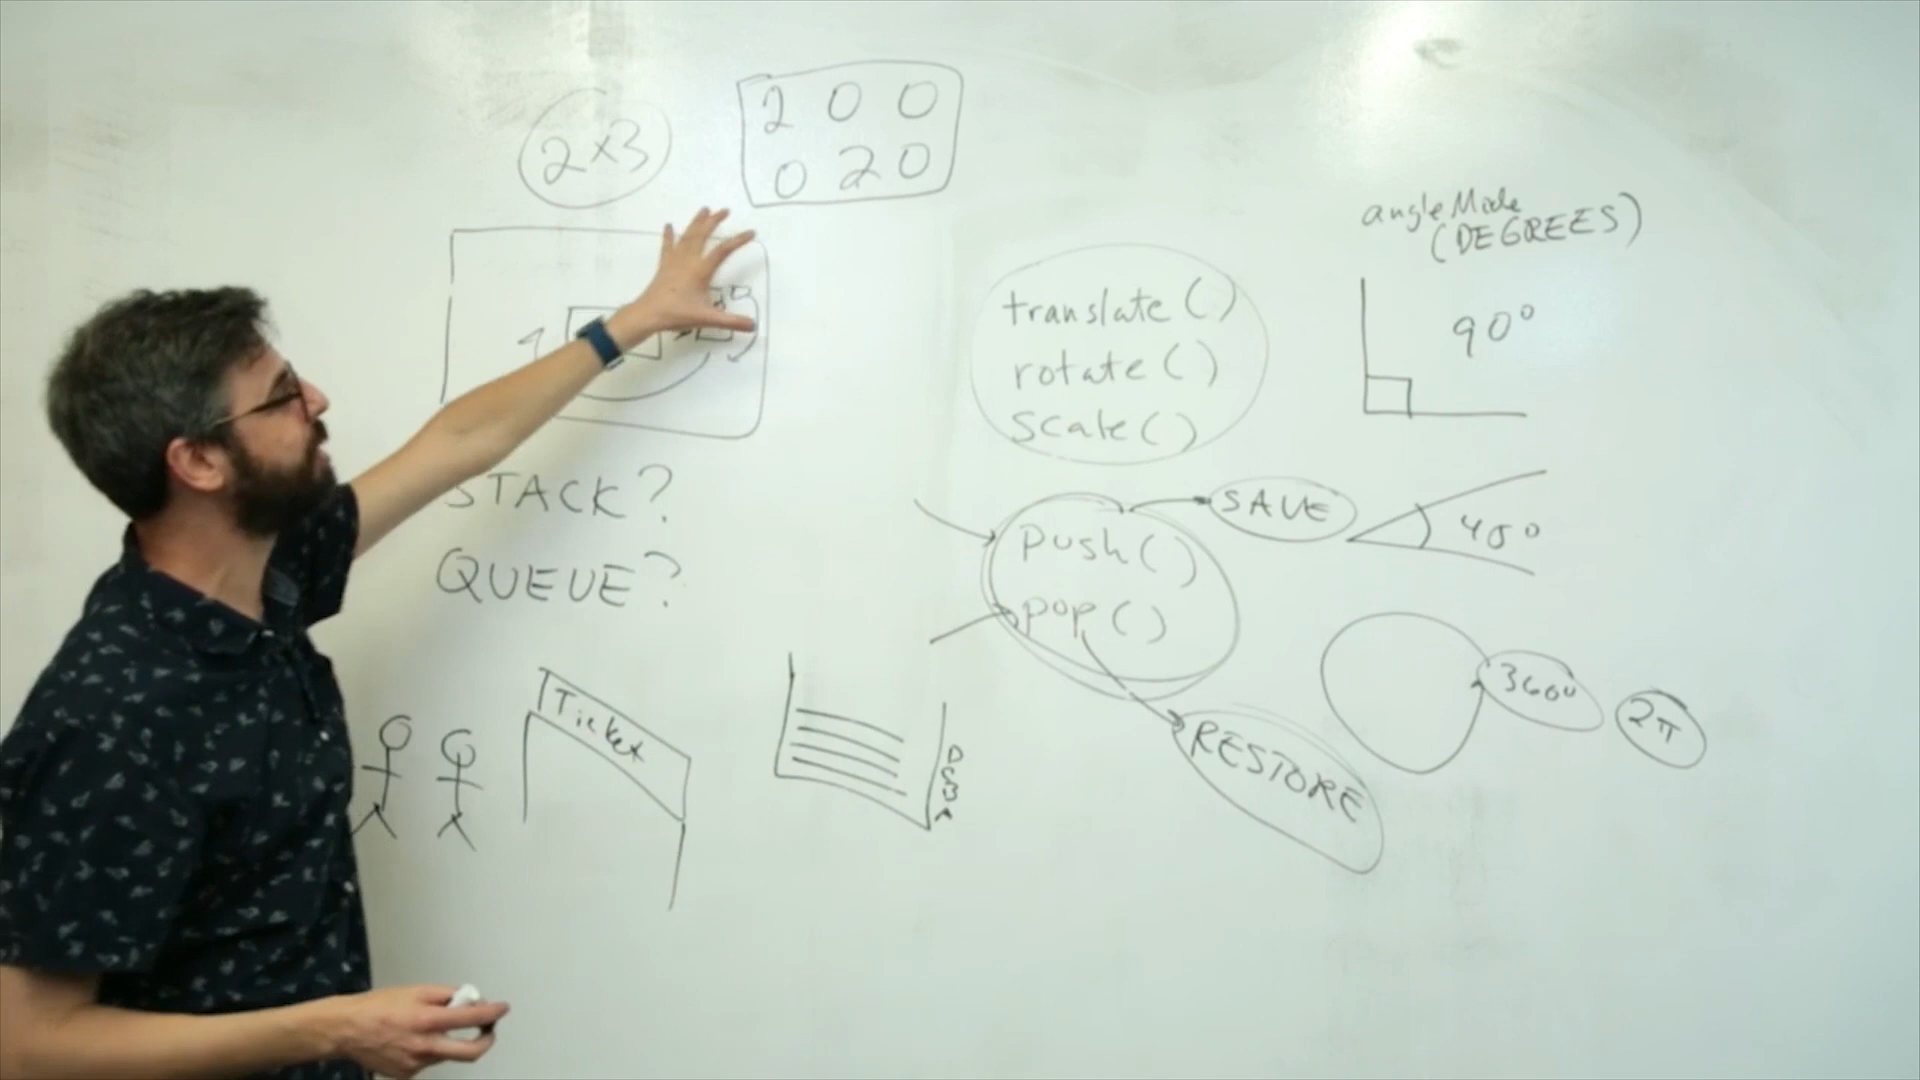 2x3
2 0 0
0 2 0
angleMode
(DEGREES)
translate()
rotate()
scale()
90°
STACK?
QUEUE?
push()
pop()
SAVE
45°
Ticket
RESTORE
360°
2π
D
C
B
A